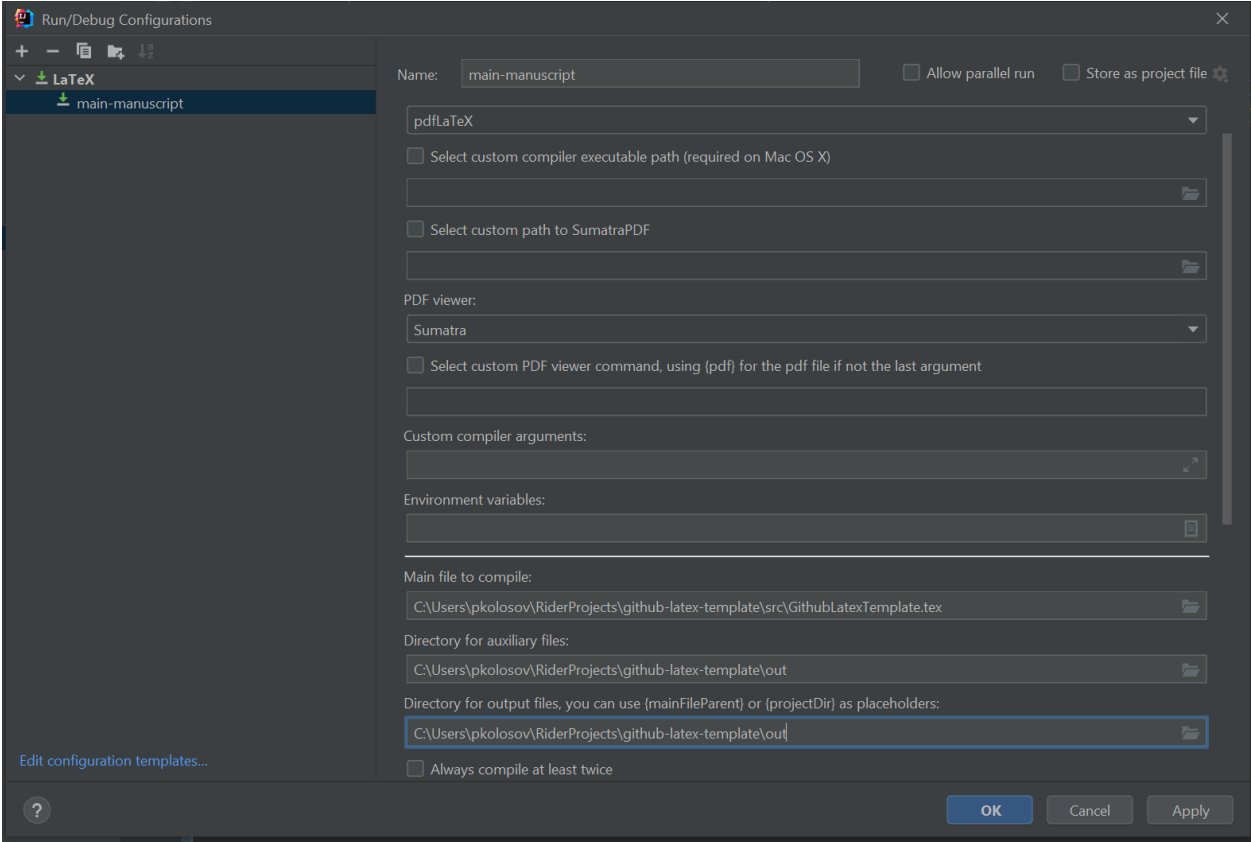 Run/Debug Configurations
LaTeX
main-manuscript
Edit configuration templates...
Name: main-manuscript
Allow parallel run
Store as project file
pdfLaTeX
Select custom compiler executable path (required on Mac OS X)
Select custom path to SumatraPDF
PDF viewer:
Sumatra
Select custom PDF viewer command, using {pdf} for the pdf file if not the last argument
Custom compiler arguments:
Environment variables:
Main file to compile:
C:\Users\pkolosov\RiderProjects\github-latex-template\src\GithubLatexTemplate.tex
Directory for auxiliary files:
C:\Users\pkolosov\RiderProjects\github-latex-template\out
Directory for output files, you can use {mainFileParent} or {projectDir} as placeholders:
C:\Users\pkolosov\RiderProjects\github-latex-template\out
Always compile at least twice
?
OK
Cancel
Apply